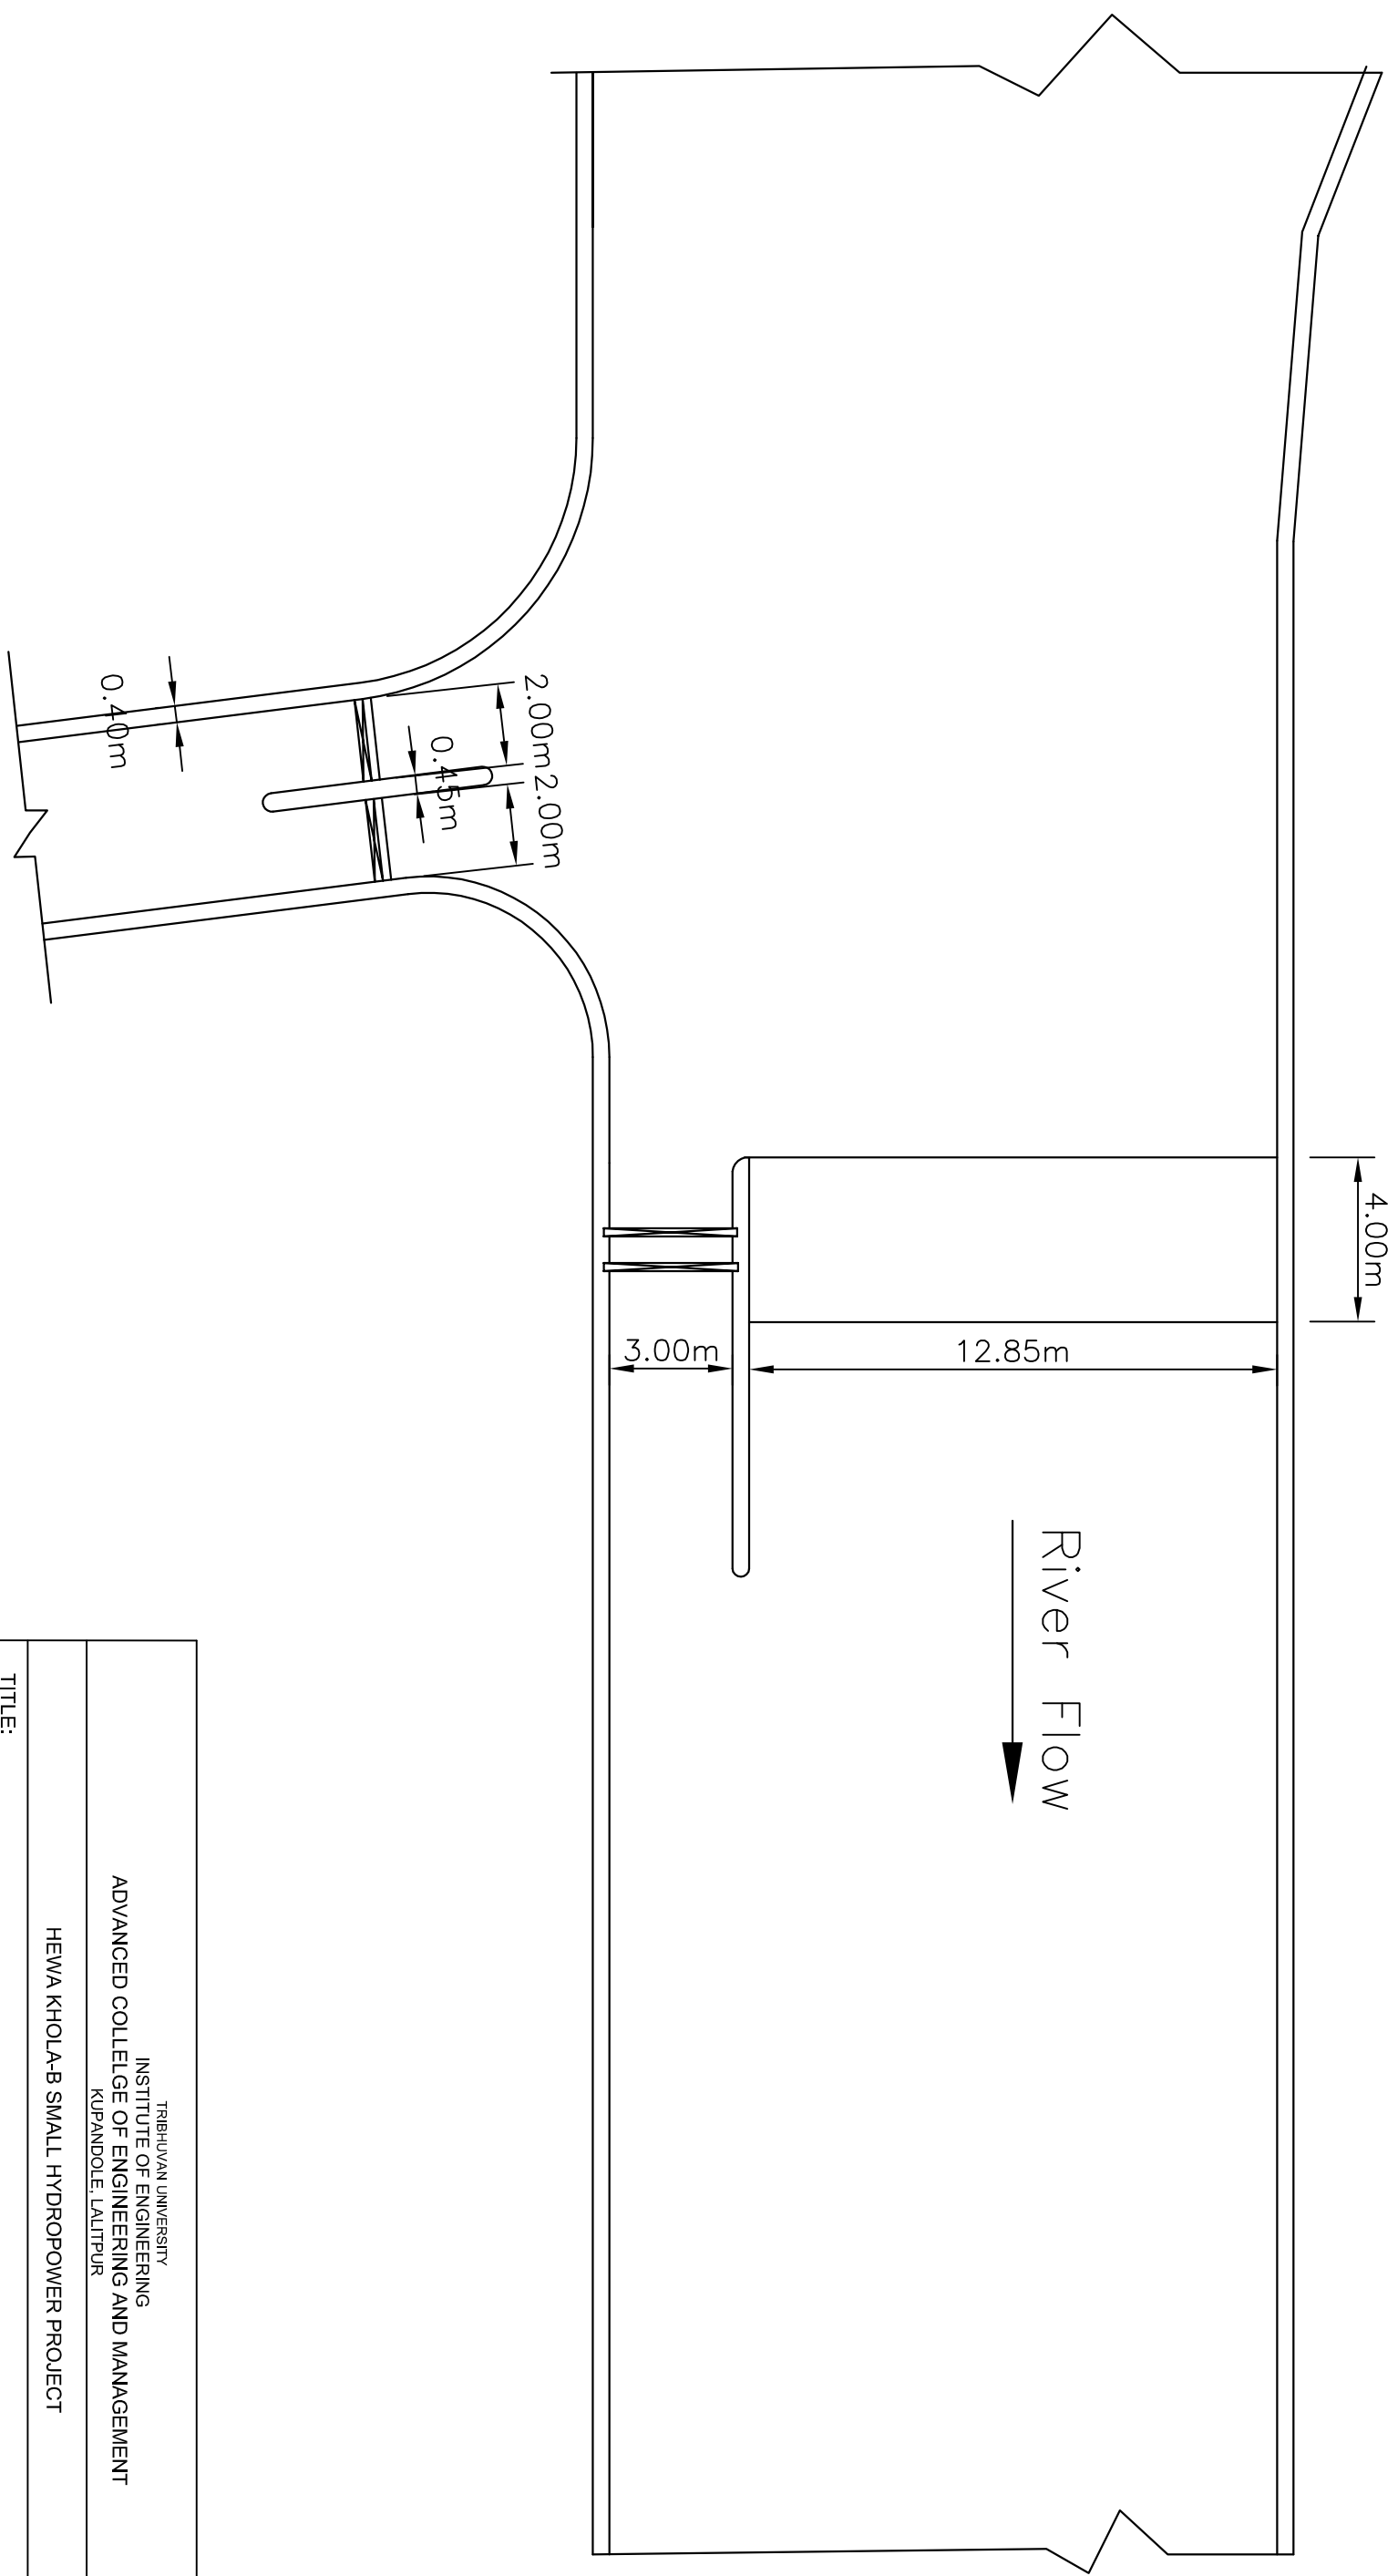 4.00m
12.85m
3.00m
River Flow
2.00m
2.00m
0.45m
0.40m
TRIBHUVAN UNIVERSITY
INSTITUTE OF ENGINEERING
ADVANCED COLLELGE OF ENGINEERING AND MANAGEMENT
KUPANDOLE, LALITPUR
HEWA KHOLA-B SMALL HYDROPOWER PROJECT
TITLE: